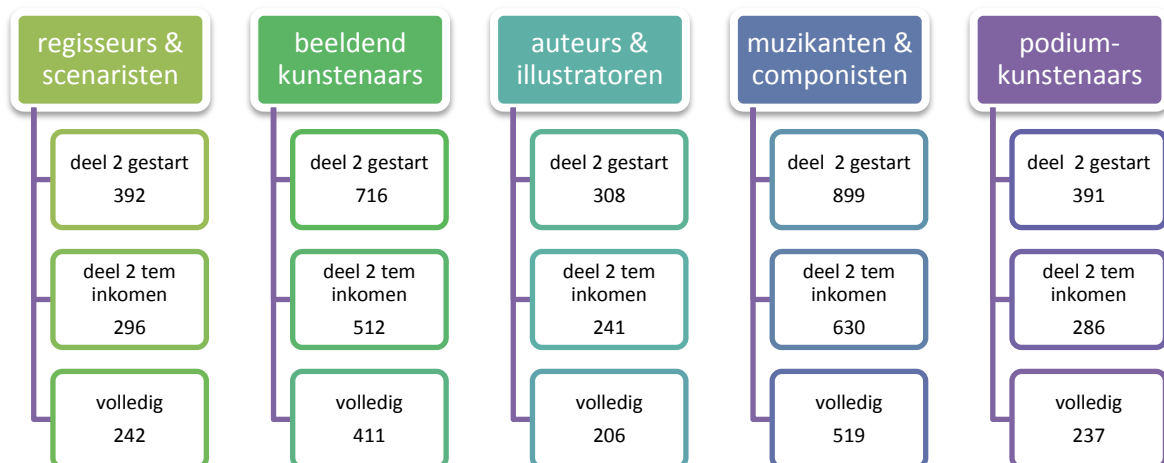 regisseurs &
scenaristen
deel 2 gestart
392
deel 2 tem
inkomen
296
volledig
242
beeldend
kunstenaars
deel 2 gestart
716
deel 2 tem
inkomen
512
volledig
411
auteurs &
illustratoren
deel 2 gestart
308
deel 2 tem
inkomen
241
volledig
206
muzikanten &
componisten
deel 2 gestart
899
deel 2 tem
inkomen
630
volledig
519
podium-
kunstenaars
deel 2 gestart
391
deel 2 tem
inkomen
286
volledig
237